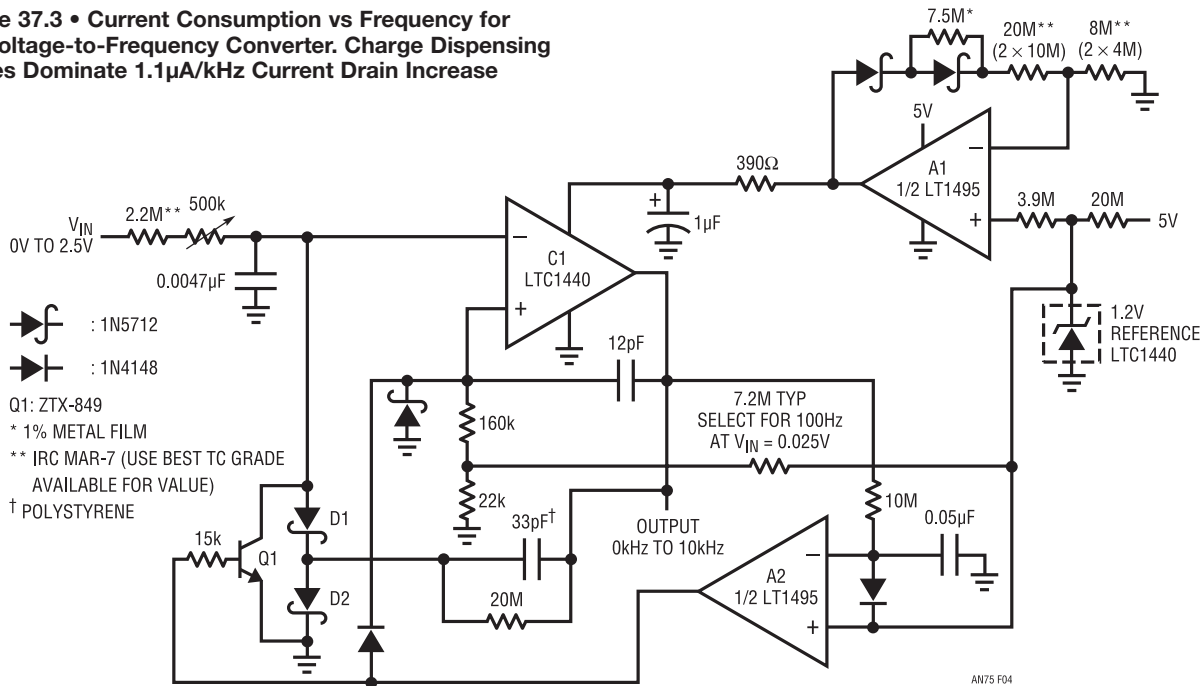 e 37.3 • Current Consumption vs Frequency for
oltage-to-Frequency Converter. Charge Dispensing
es Dominate 1.1µA/kHz Current Drain Increase
7.5M*
20M**
(2 × 10M)
8M**
(2 × 4M)
5V
A1
1/2 LT1495
−
+
390Ω
3.9M
20M
5V
+
1µF
VIN
0V TO 2.5V
2.2M**
500k
0.0047µF
−
C1
LTC1440
+
1.2V
REFERENCE
LTC1440
: 1N5712
: 1N4148
Q1: ZTX-849
* 1% METAL FILM
** IRC MAR-7 (USE BEST TC GRADE
AVAILABLE FOR VALUE)
† POLYSTYRENE
12pF
160k
7.2M TYP
SELECT FOR 100Hz
AT VIN = 0.025V
22k
33pF†
OUTPUT
0kHz TO 10kHz
10M
0.05µF
15k
Q1
D1
D2
20M
−
A2
1/2 LT1495
+
AN75 F04